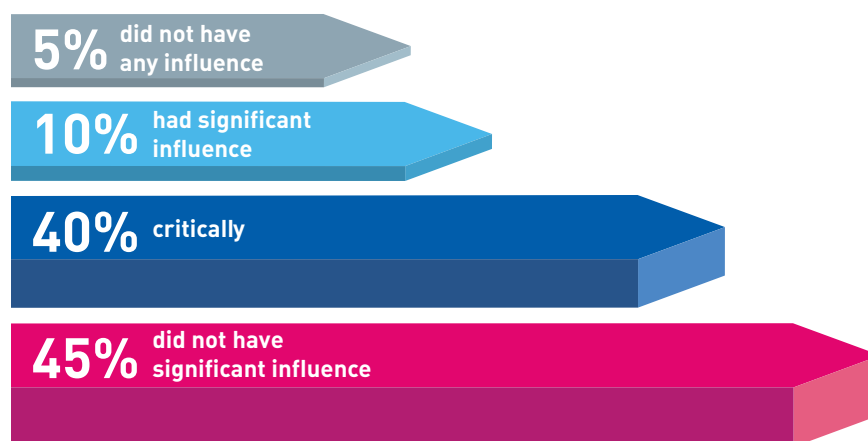 5% did not have
any influence
10% had significant
influence
40% critically
45% did not have
significant influence